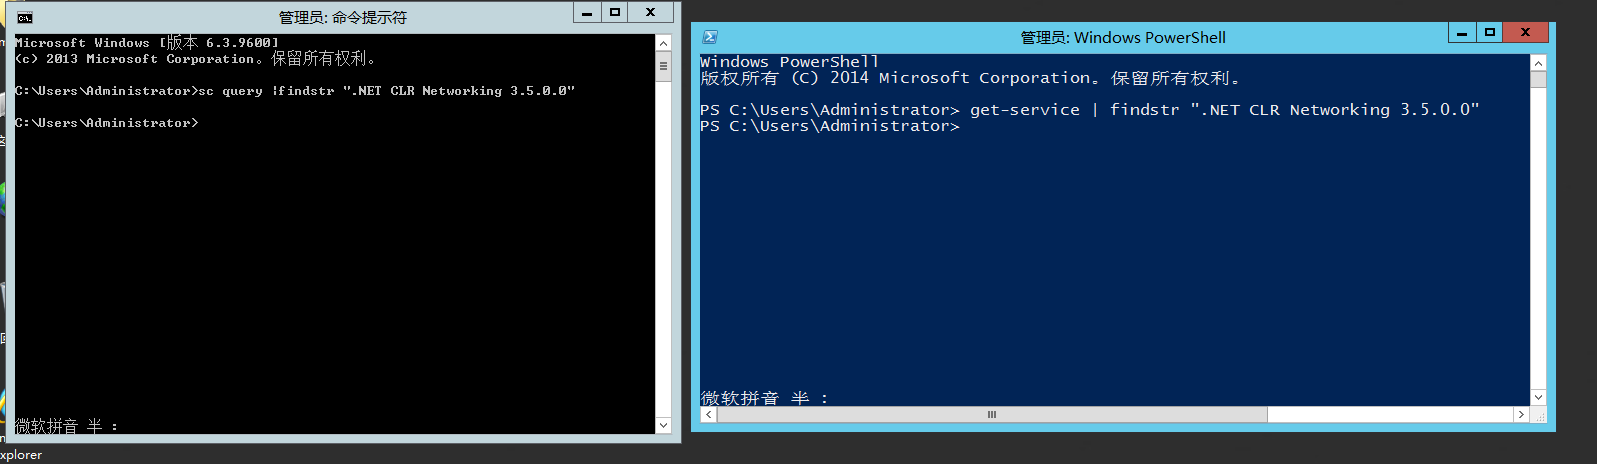 管理员: 命令提示符
Microsoft Windows [版本 6.3.9600]
(c) 2013 Microsoft Corporation。保留所有权利。
C:\Users\Administrator>sc query |findstr ".NET CLR Networking 3.5.0.0"
C:\Users\Administrator>
微软拼音 半 :
xplorer
管理员: Windows PowerShell
Windows PowerShell
版权所有 (C) 2014 Microsoft Corporation。保留所有权利。
PS C:\Users\Administrator> get-service | findstr ".NET CLR Networking 3.5.0.0"
PS C:\Users\Administrator>
微软拼音 半 :